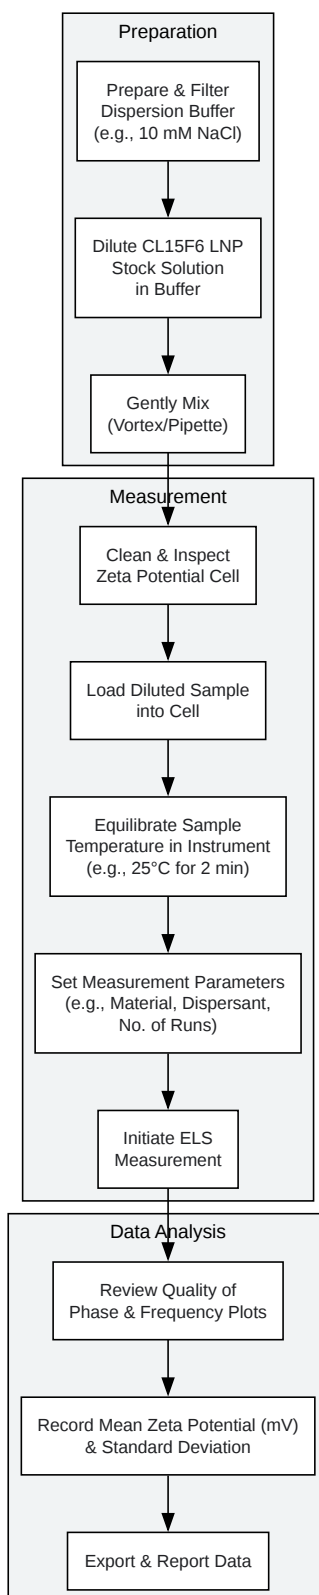 Preparation
Prepare & Filter
Dispersion Buffer
(e.g., 10 mM NaCl)
Dilute CL15F6 LNP
Stock Solution
in Buffer
Gently Mix
(Vortex/Pipette)
Measurement
Clean & Inspect
Zeta Potential Cell
Load Diluted Sample
into Cell
Equilibrate Sample
Temperature in Instrument
(e.g., 25°C for 2 min)
Set Measurement Parameters
(e.g., Material, Dispersant,
No. of Runs)
Initiate ELS
Measurement
Data Analysis
Review Quality of
Phase & Frequency Plots
Record Mean Zeta Potential (mV)
& Standard Deviation
Export & Report Data